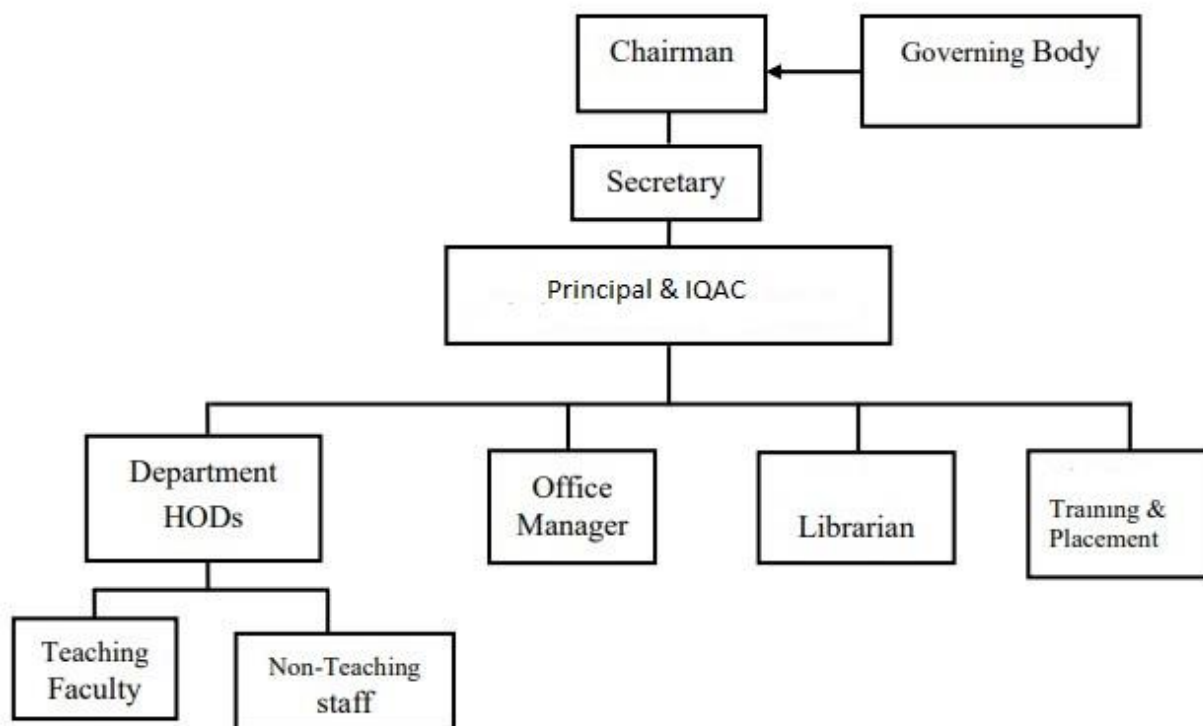 Chairman
Governing Body
Secretary
Principal & IQAC
Department
HODs
Office
Manager
Librarian
Training &
Placement
Teaching
Faculty
Non-Teaching
staff